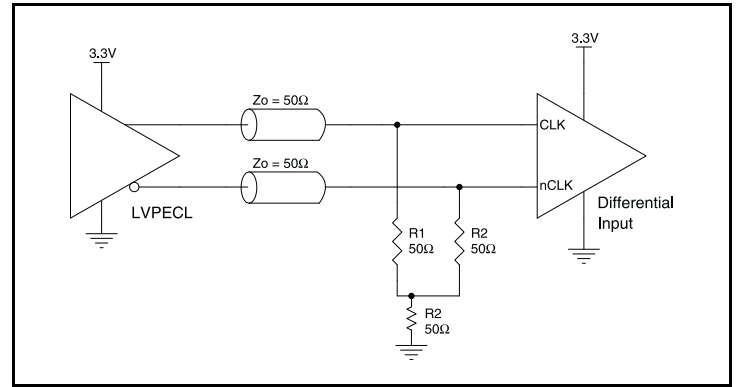 3.3V
3.3V
Zo = 50Ω
CLK
Zo = 50Ω
nCLK
LVPECL
Differential
Input
R1
50Ω
R2
50Ω
R2
50Ω